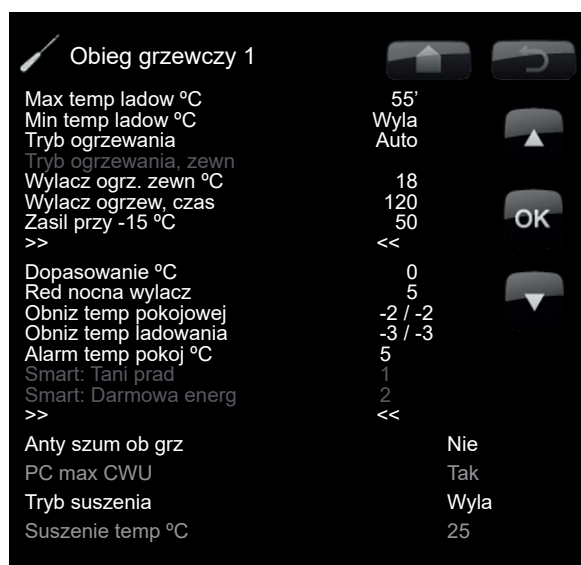 Obieg grzewczy 1
Max temp ladow ºC 55'
Min temp ladow ºC Wyla
Tryb ogrzewania Auto
Tryb ogrzewania, zewn
Wylacz ogrz. zewn ºC 18
Wylacz ogrzew, czas 120
Zasil przy -15 ºC 50
OK
>> <<
Dopasowanie ºC 0
Red nocna wylacz 5
Obniz temp pokojowej -2 / -2
Obniz temp ladowania -3 / -3
Alarm temp pokoj ºC 5
Smart: Tani prad 1
Smart: Darmowa energ 2
>> <<
Anty szum ob grz Nie
PC max CWU Tak
Tryb suszenia Wyla
Suszenie temp ºC 25